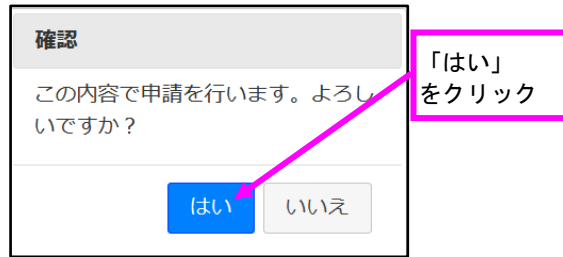 確認
この内容で申請を行います。よろし
いですか？
はい
いいえ
「はい」
をクリック